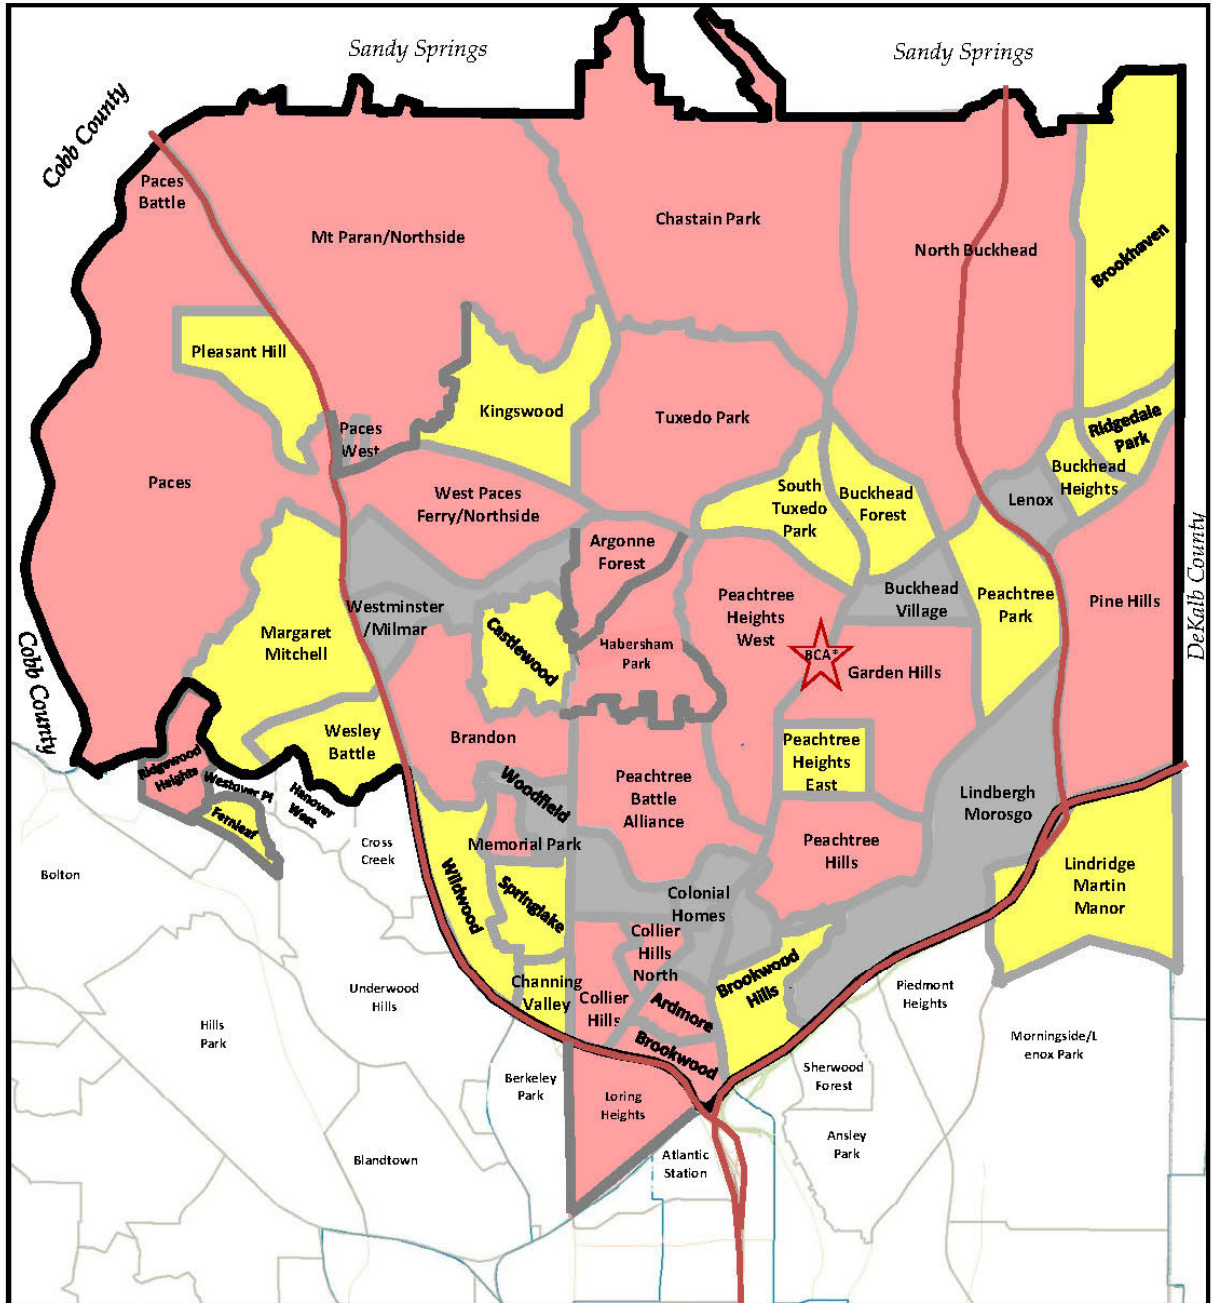 Sandy Springs
Sandy Springs
Cobb County
Paces
Battle
Mt Paran/Northside
Chastain Park
North Buckhead
Brookhaven
Pleasant Hill
Kingswood
Tuxedo Park
Paces
West
Ridgedale
Park
Buckhead
Heights
Paces
West Paces
Ferry/Northside
South
Tuxedo
Park
Buckhead
Forest
Lenox
Argonne
Forest
DeKalb County
Buckhead
Village
Peachtree
Park
Pine Hills
Peachtree
Heights
West
Westminster
/Milmar
Margaret
Mitchell
Castlewood
Habersham
Park
BCA*
Garden Hills
Cobb County
Wesley
Battle
Brandon
Peachtree
Heights
East
Ridgewood
Heights
Westover Pl
Hanover
West
Fernleaf
Woodfield
Peachtree
Battle
Alliance
Lindbergh
Morosgo
Cross
Creek
Memorial Park
Peachtree
Hills
Lindridge
Martin
Manor
Bolton
Wildwood
Springlake
Colonial
Homes
Collier
Hills
North
Brookwood
Hills
Channing
Valley
Collier
Hills
Ardmore
Underwood
Hills
Piedmont
Heights
Hills
Park
Brookwood
Morningside/L
enox Park
Berkeley
Park
Loring
Heights
Sherwood
Forest
Blandtown
Atlantic
Station
Ansley
Park